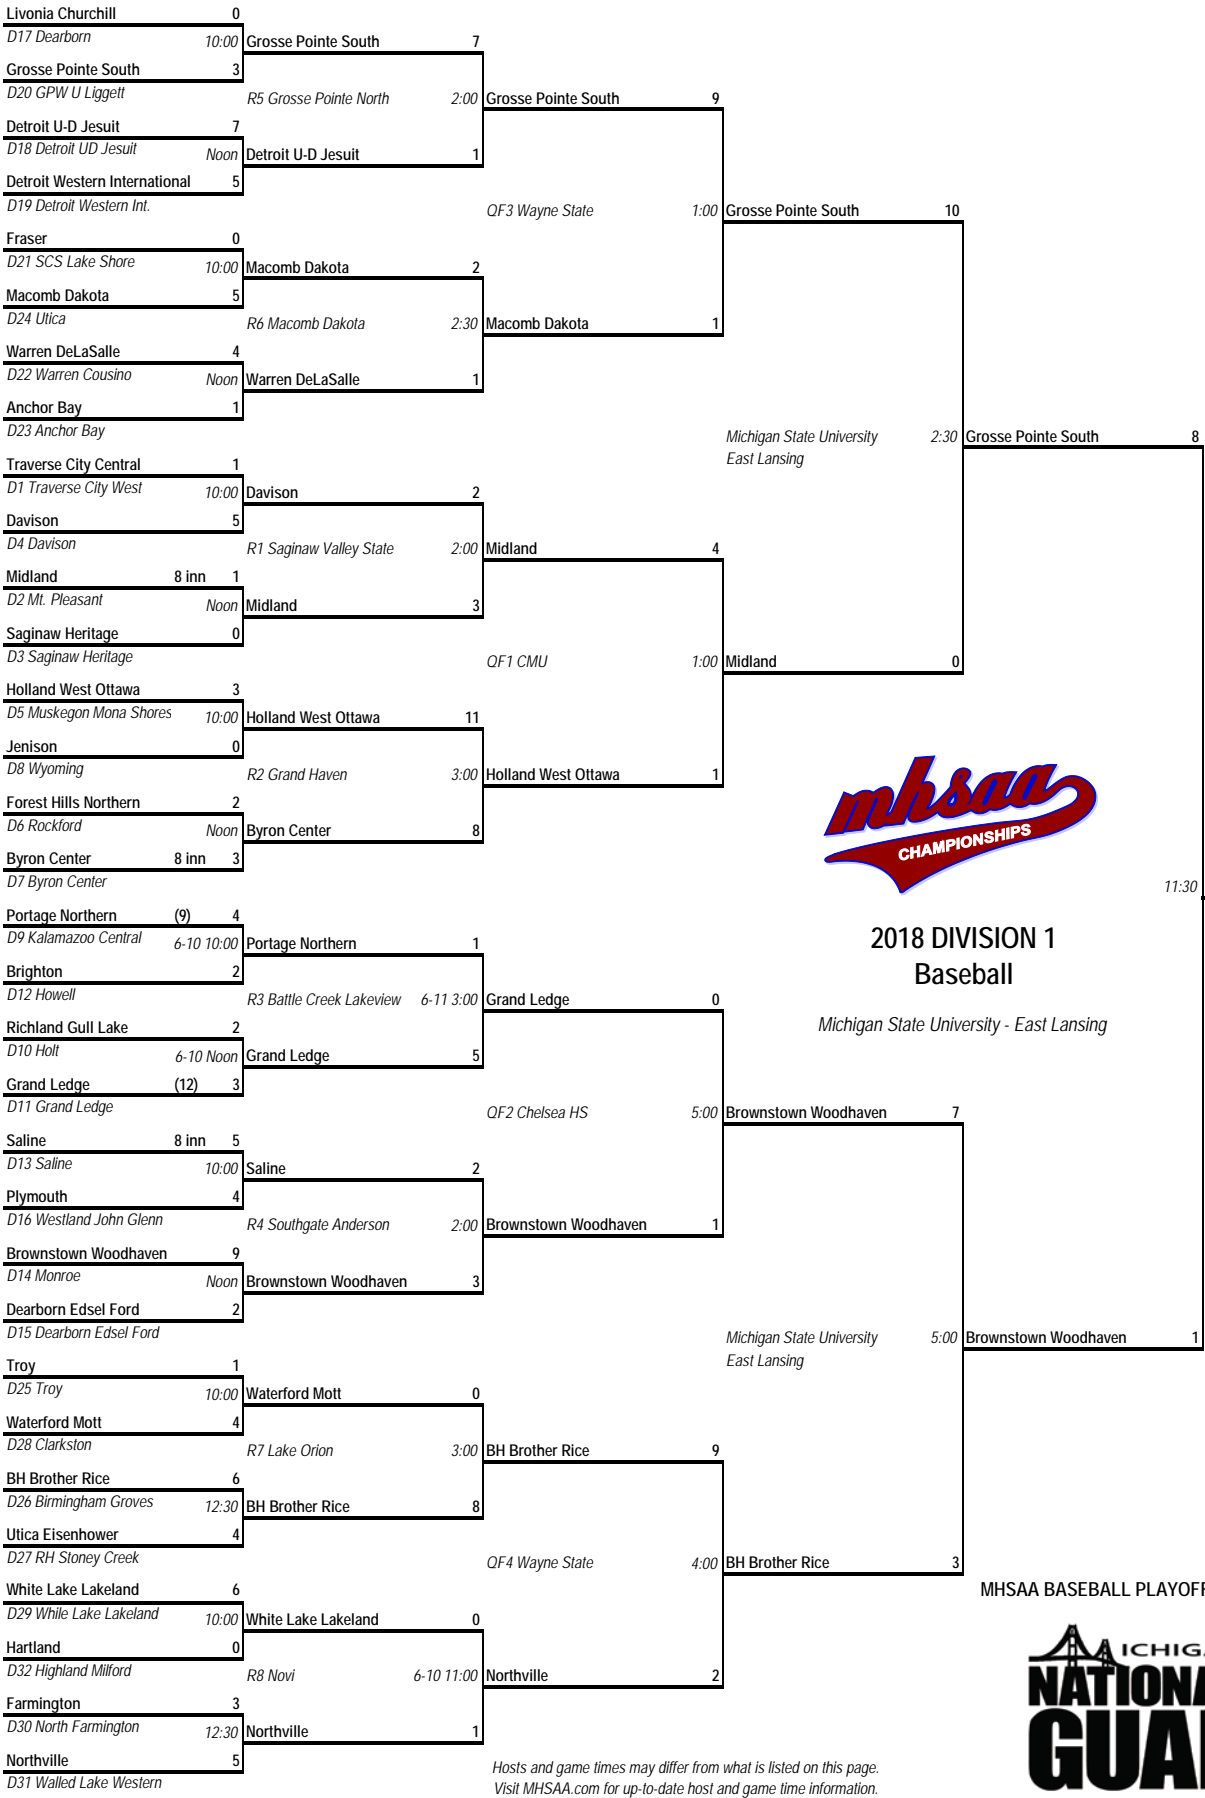 Livonia Churchill 0
D17 Dearborn 10:00 Grosse Pointe South 7
Grosse Pointe South 3
D20 GPW U Liggett R5 Grosse Pointe North 2:00 Grosse Pointe South 9
Detroit U-D Jesuit 7
D18 Detroit UD Jesuit Noon Detroit U-D Jesuit 1
Detroit Western International 5
D19 Detroit Western Int. QF3 Wayne State 1:00 Grosse Pointe South 10
Fraser 0
D21 SCS Lake Shore 10:00 Macomb Dakota 2
Macomb Dakota 5
D24 Utica R6 Macomb Dakota 2:30 Macomb Dakota 1
Warren DeLaSalle 4
D22 Warren Cousino Noon Warren DeLaSalle 1
Anchor Bay 1
D23 Anchor Bay Michigan State University 2:30 Grosse Pointe South 8
East Lansing
Traverse City Central 1
D1 Traverse City West 10:00 Davison 2
Davison 5
D4 Davison R1 Saginaw Valley State 2:00 Midland 4
Midland 8 inn 1
D2 Mt. Pleasant Noon Midland 3
Saginaw Heritage 0
D3 Saginaw Heritage QF1 CMU 1:00 Midland 0
Holland West Ottawa 3
D5 Muskegon Mona Shores 10:00 Holland West Ottawa 11
Jenison 0
D8 Wyoming R2 Grand Haven 3:00 Holland West Ottawa 1
mhsaa
CHAMPIONSHIPS
Forest Hills Northern 2
D6 Rockford Noon Byron Center 8
Byron Center 8 inn 3
D7 Byron Center 11:30
Portage Northern (9) 4
D9 Kalamazoo Central 6-10 10:00 Portage Northern 1
2018 DIVISION 1
Baseball
Brighton 2
D12 Howell R3 Battle Creek Lakeview 6-11 3:00 Grand Ledge 0
Michigan State University - East Lansing
Richland Gull Lake 2
D10 Holt 6-10 Noon Grand Ledge 5
Grand Ledge (12) 3
D11 Grand Ledge QF2 Chelsea HS 5:00 Brownstown Woodhaven 7
Saline 8 inn 5
D13 Saline 10:00 Saline 2
Plymouth 4
D16 Westland John Glenn R4 Southgate Anderson 2:00 Brownstown Woodhaven 1
Brownstown Woodhaven 9
D14 Monroe Noon Brownstown Woodhaven 3
Dearborn Edsel Ford 2
D15 Dearborn Edsel Ford Michigan State University 5:00 Brownstown Woodhaven 1
East Lansing
Troy 1
D25 Troy 10:00 Waterford Mott 0
Waterford Mott 4
D28 Clarkston R7 Lake Orion 3:00 BH Brother Rice 9
BH Brother Rice 6
D26 Birmingham Groves 12:30 BH Brother Rice 8
Utica Eisenhower 4
D27 RH Stoney Creek QF4 Wayne State 4:00 BH Brother Rice 3
White Lake Lakeland 6
MHSAA BASEBALL PLAYOF
D29 While Lake Lakeland 10:00 White Lake Lakeland 0
Hartland 0
D32 Highland Milford R8 Novi 6-10 11:00 Northville 2
ICHIG
NATION
GUA
Farmington 3
D30 North Farmington 12:30 Northville 1
Northville 5
D31 Walled Lake Western
Hosts and game times may differ from what is listed on this page.
Visit MHSAA.com for up-to-date host and game time information.